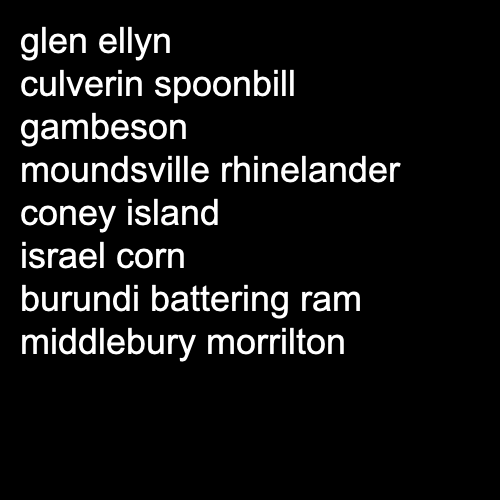 glen ellyn
culverin spoonbill
gambeson
moundsville rhinelander
coney island
israel corn
burundi battering ram
middlebury morrilton